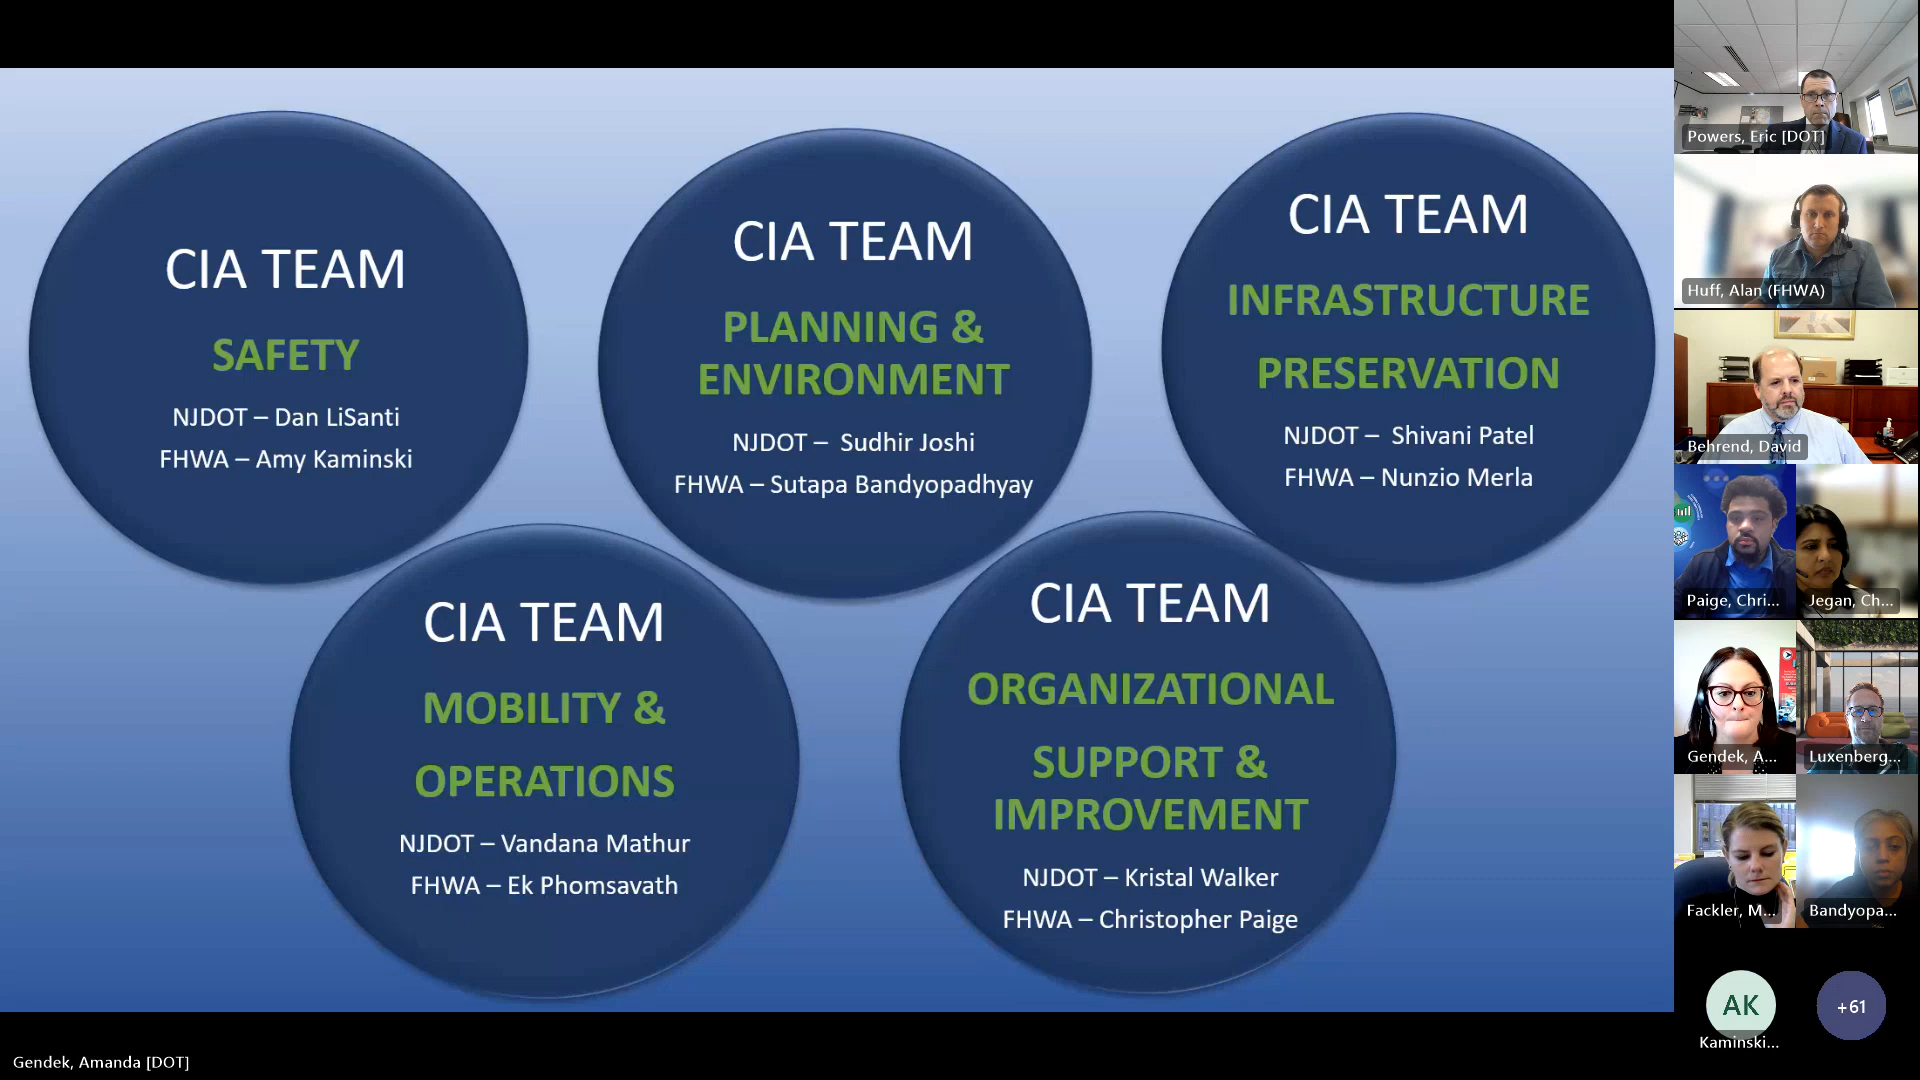 CIA TEAM
SAFETY
NJDOT – Dan LiSanti
FHWA – Amy Kaminski
CIA TEAM
PLANNING &
ENVIRONMENT
NJDOT –  Sudhir Joshi
FHWA – Sutapa Bandyopadhyay
CIA TEAM
INFRASTRUCTURE
PRESERVATION
NJDOT –  Shivani Patel
FHWA – Nunzio Merla
CIA TEAM
MOBILITY &
OPERATIONS
NJDOT – Vandana Mathur
FHWA – Ek Phomsavath
CIA TEAM
ORGANIZATIONAL
SUPPORT &
IMPROVEMENT
NJDOT – Kristal Walker
FHWA – Christopher Paige
Powers, Eric [DOT]
Huff, Alan (FHWA)
Behrend, David
Paige, Chri...
Jegan, Ch...
Gendek, A...
Luxenberg...
Fackler, M...
Bandyopa...
AK
Kaminski...
+61
Gendek, Amanda [DOT]